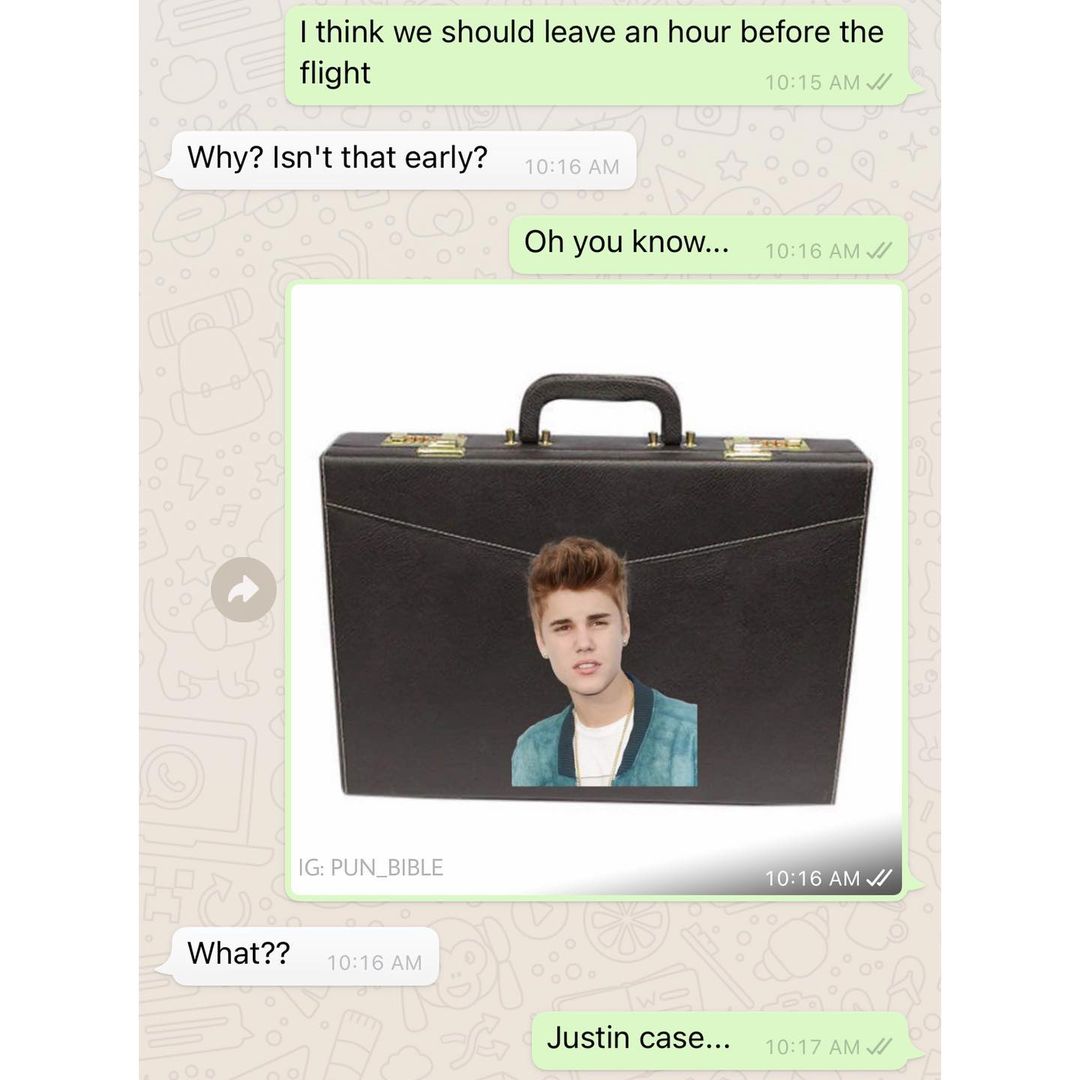 I think we should leave an hour before the
flight
10:15 AM
Why? Isn't that early?
10:16 AM
Oh you know...
10:16 AM
IG: PUN_BIBLE
10:16 AM
What??
10:16 AM
Justin case...
10:17 AM